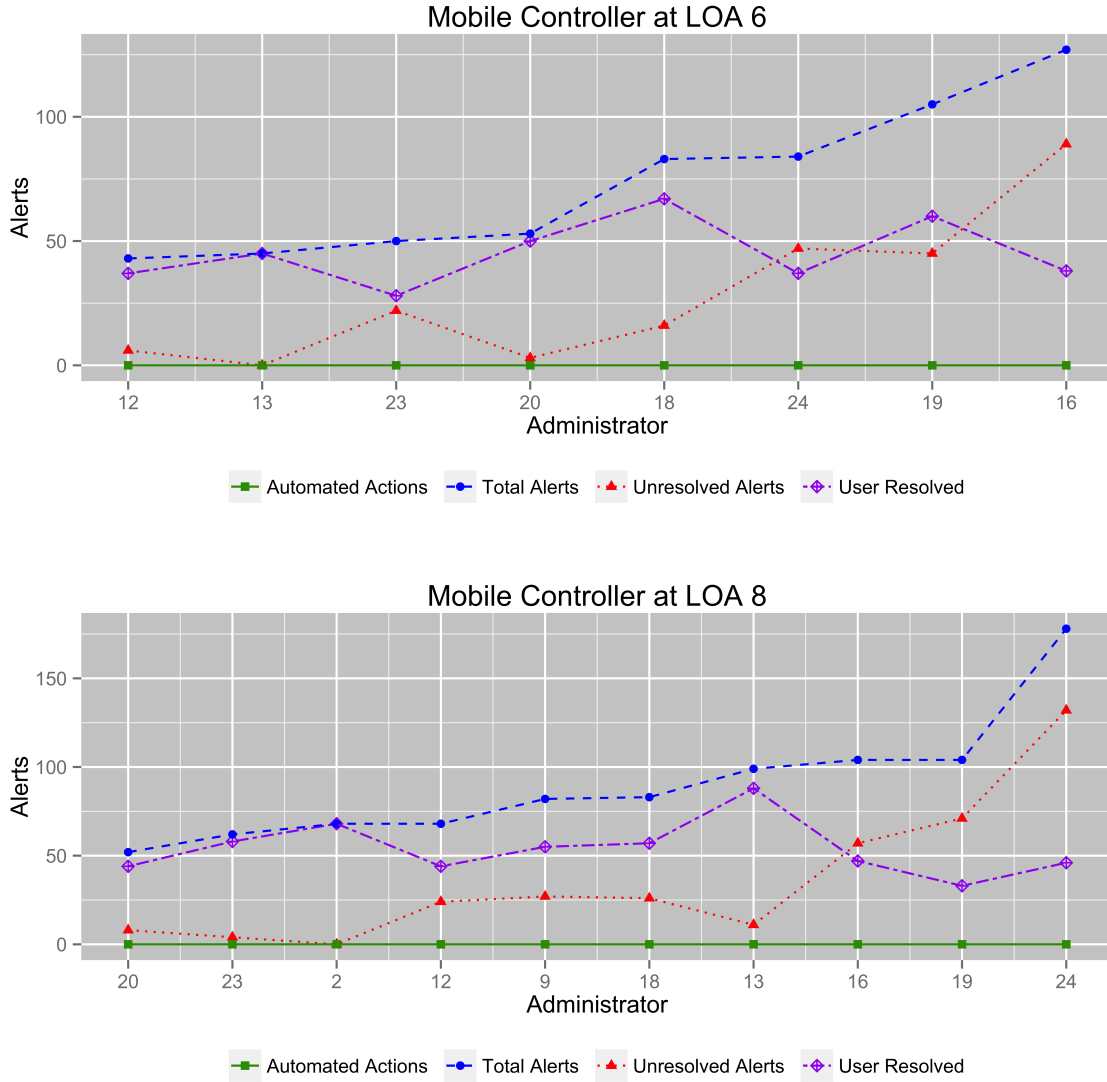 Mobile Controller at LOA 6
Alerts
100
50
0
12 13 23 20 18 24 19 16
Administrator
Automated Actions Total Alerts Unresolved Alerts User Resolved
Mobile Controller at LOA 8
Alerts
150
100
50
0
20 23 2 12 9 18 13 16 19 24
Administrator
Automated Actions Total Alerts Unresolved Alerts User Resolved